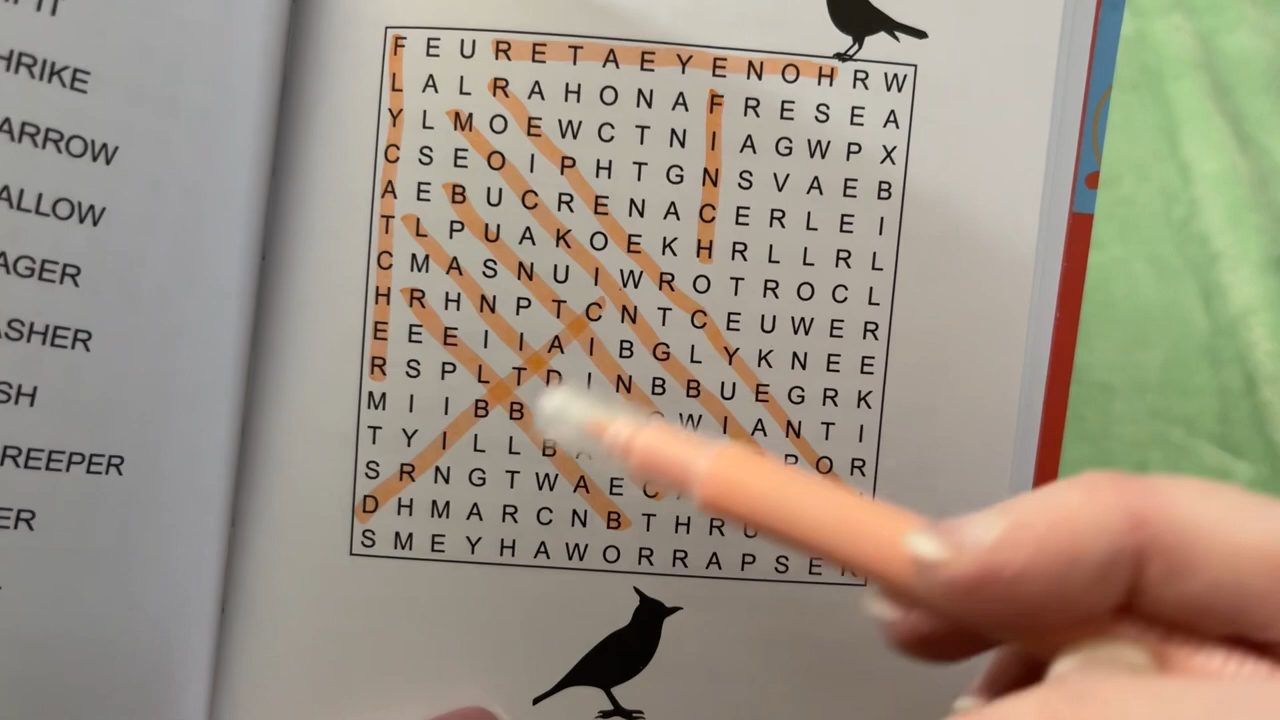 HRIKE
ARROW
ALLOW
AGER
SHER
SH
REEPER
ER
F E U R E T A E Y E N O H R W
L A L R A H O N A F R E S E A
Y L M O E W C T N I A G W P X
C S E O I P H T G N S V A E B
A E B U C R E N A C E R L E I
T L P U A K O E K H R L L R L
C M A S N U I W R O T R O C L
H R H N P T C N T C E U W E R
E E E I I A I B G L Y K N E E
R S P L T D I N B B U E G R K
M I I B B W I A N T I
T Y I L L B O R
S R N G T W A E C
D H M A R C N B T H R U
S M E Y H A W O R R A P S E